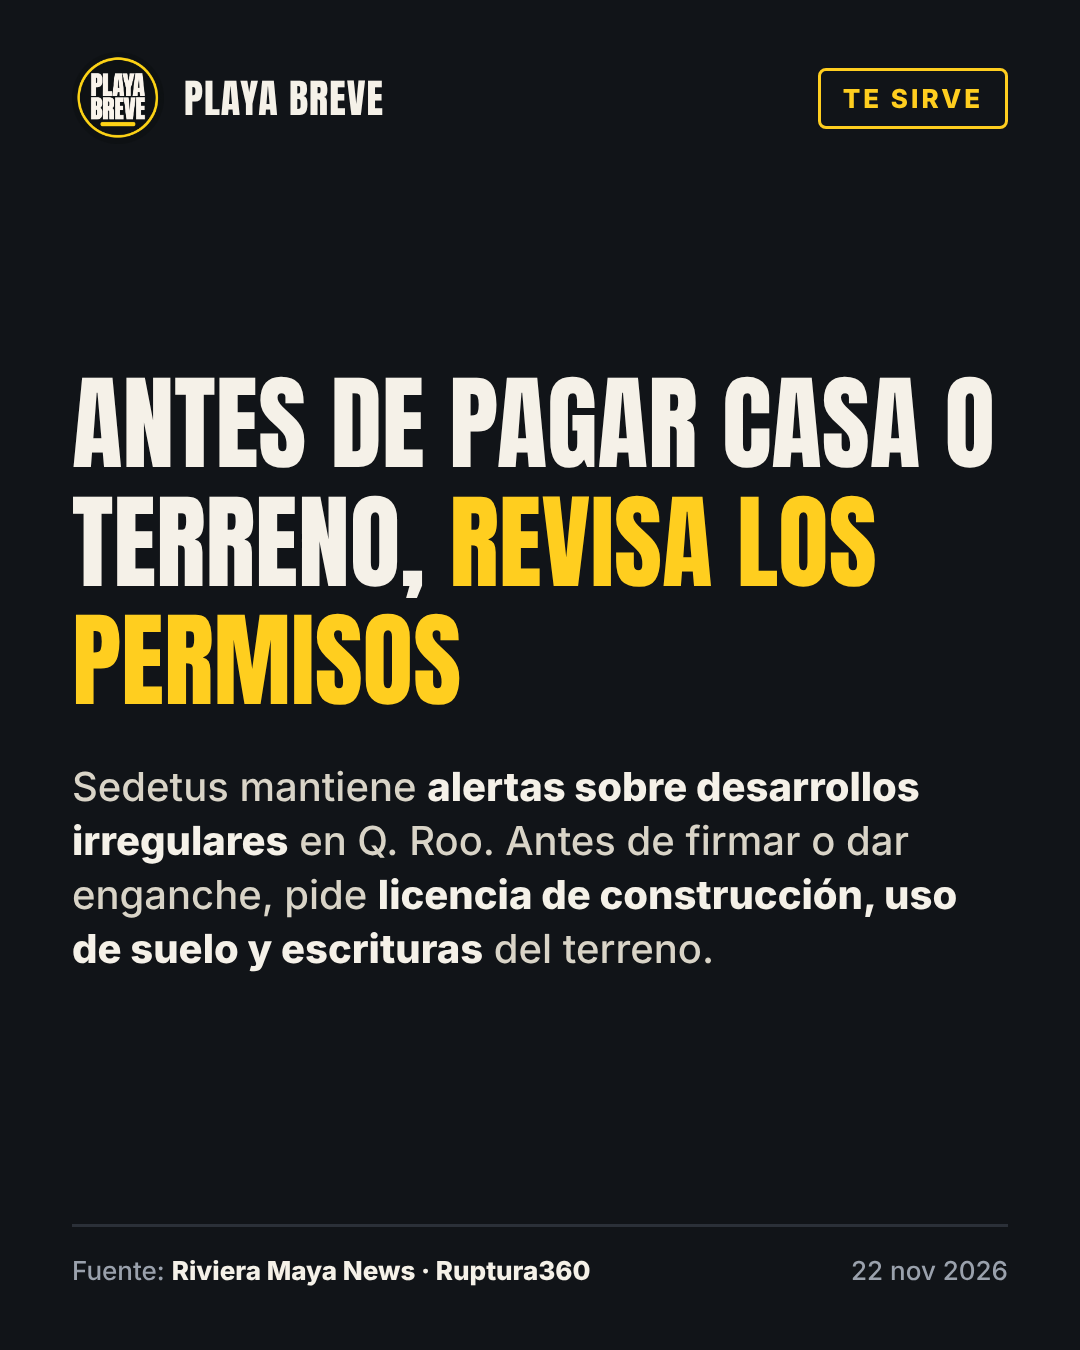 PLAYA
BREVE
PLAYA BREVE
TE SIRVE
ANTES DE PAGAR CASA O
TERRENO, REVISA LOS
PERMISOS
Sedetus mantiene alertas sobre desarrollos
irregulares en Q. Roo. Antes de firmar o dar
enganche, pide licencia de construcción, uso
de suelo y escrituras del terreno.
Fuente: Riviera Maya News · Ruptura360
22 nov 2026